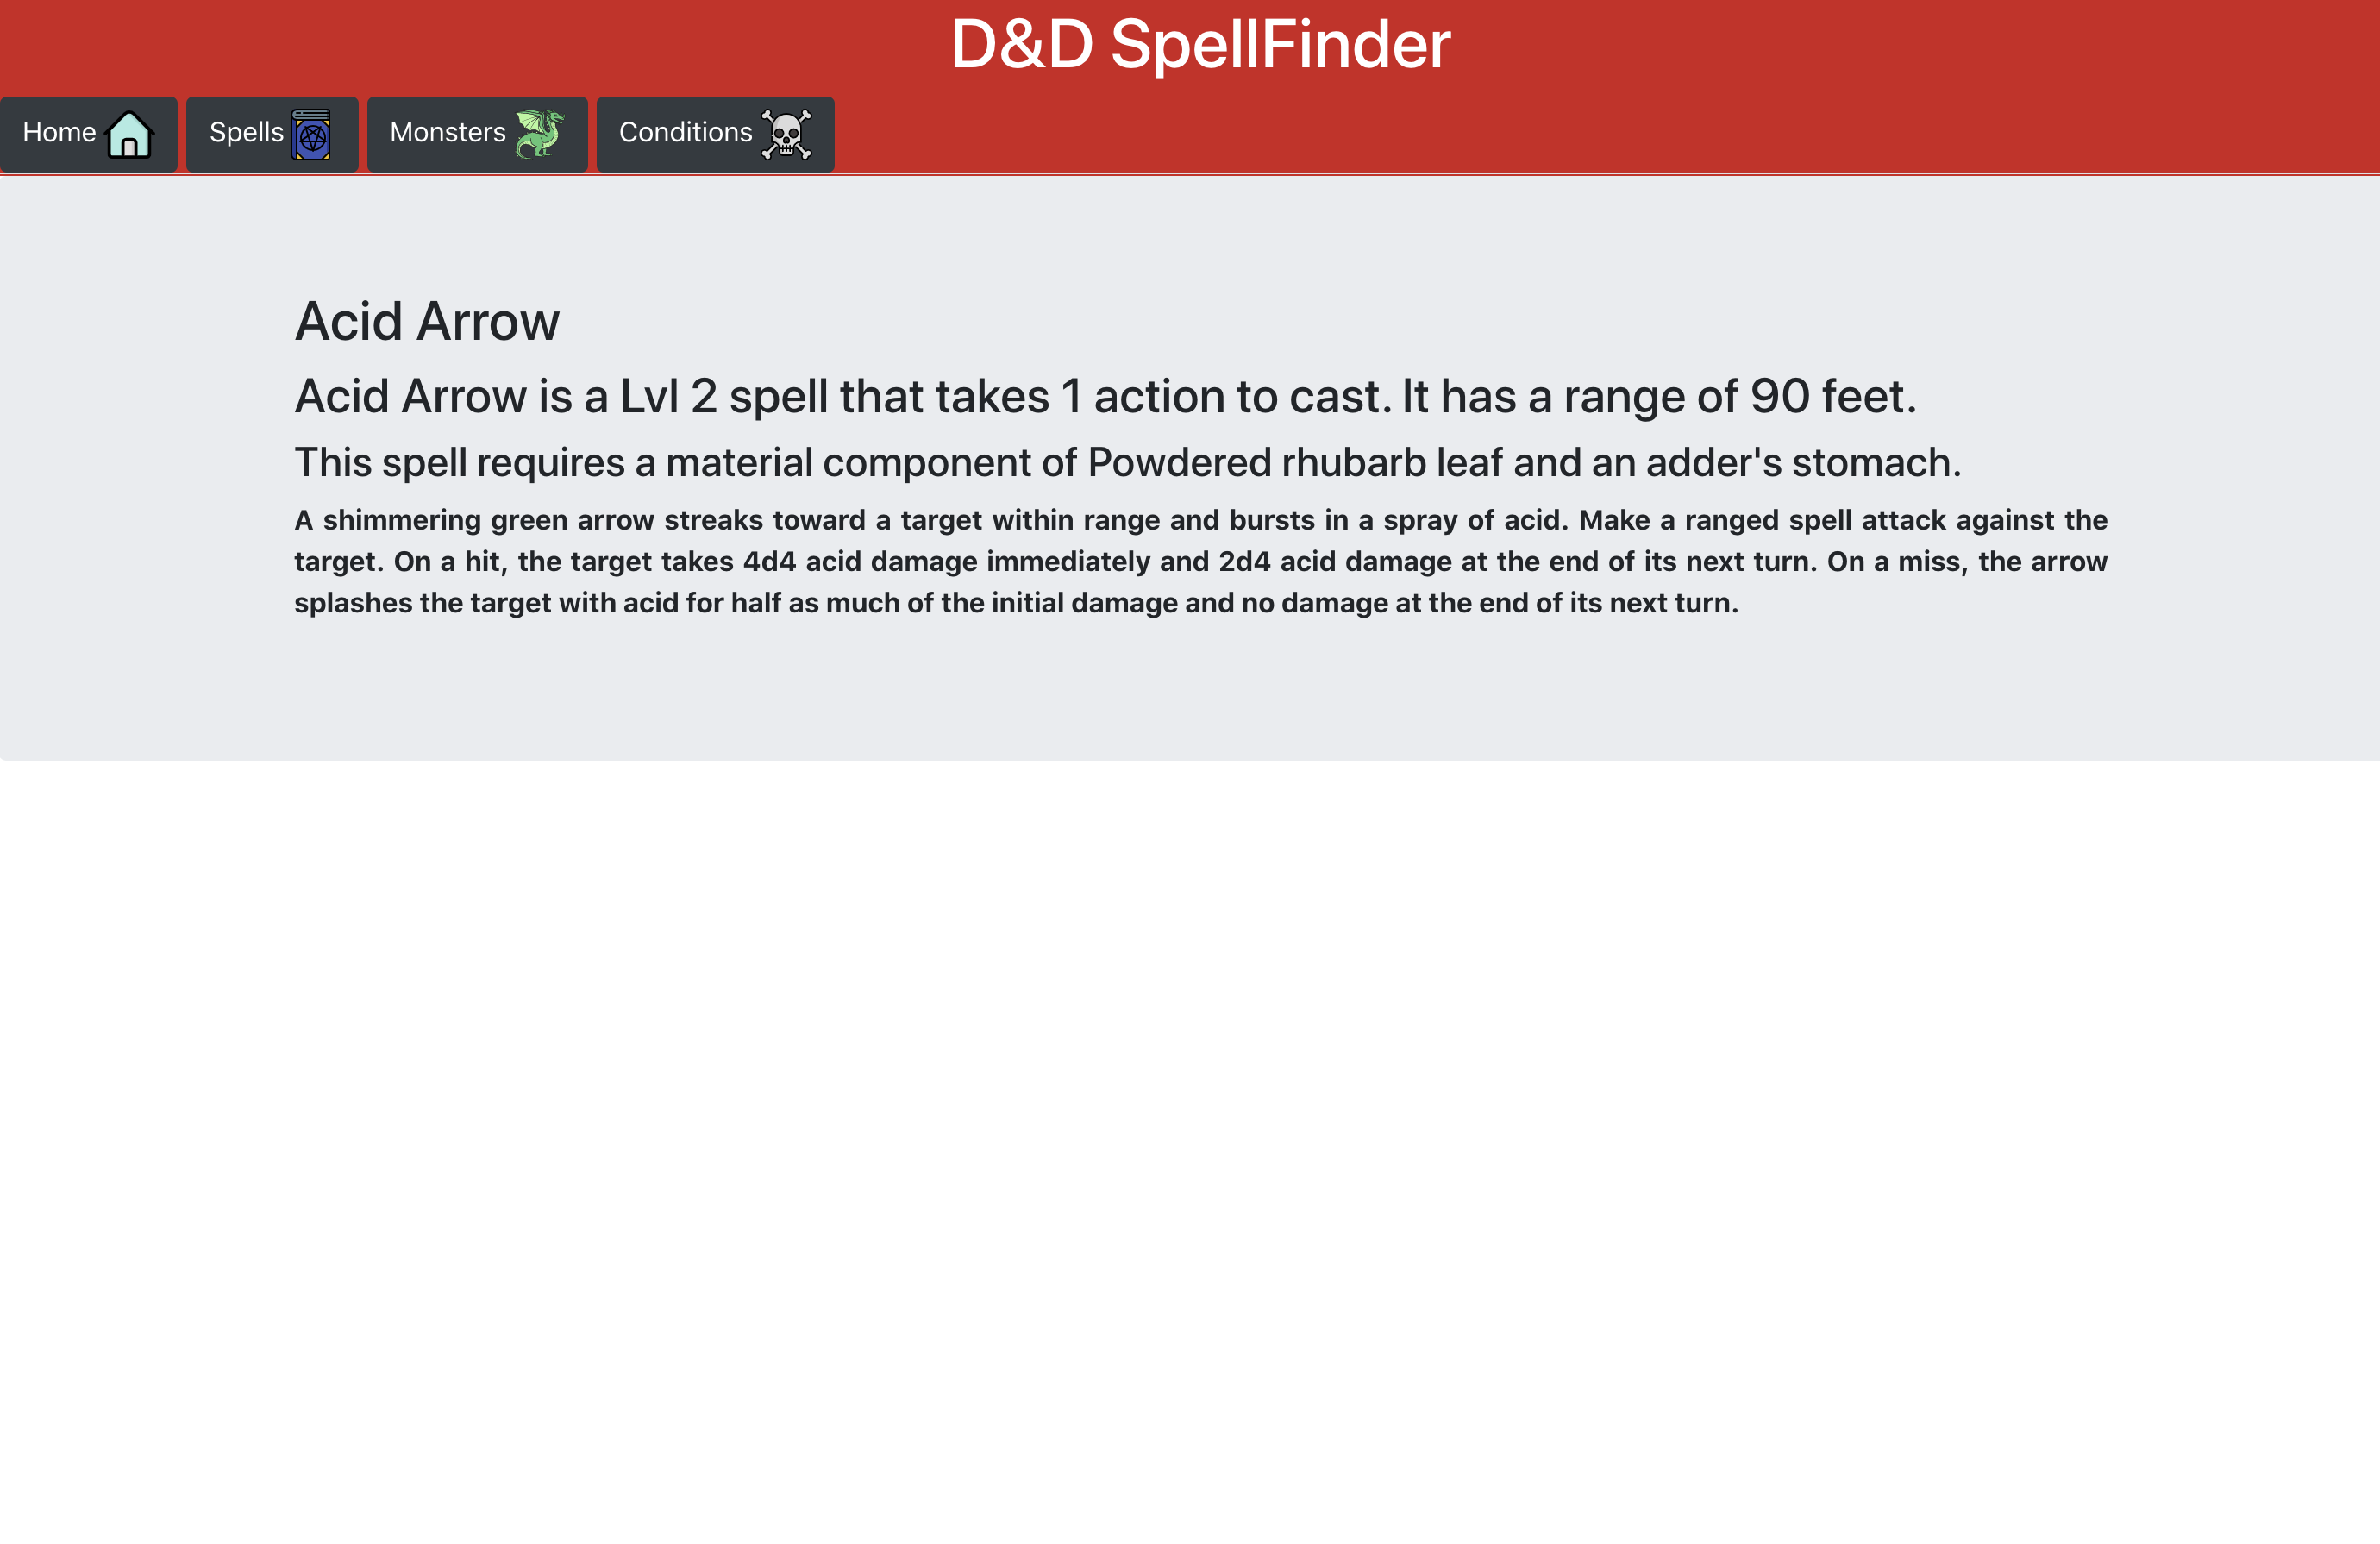 D&D SpellFinder
Home
Spells
Monsters
Conditions
Acid Arrow
Acid Arrow is a Lvl 2 spell that takes 1 action to cast. It has a range of 90 feet.
This spell requires a material component of Powdered rhubarb leaf and an adder's stomach.
A shimmering green arrow streaks toward a target within range and bursts in a spray of acid. Make a ranged spell attack against the
target. On a hit, the target takes 4d4 acid damage immediately and 2d4 acid damage at the end of its next turn. On a miss, the arrow
splashes the target with acid for half as much of the initial damage and no damage at the end of its next turn.